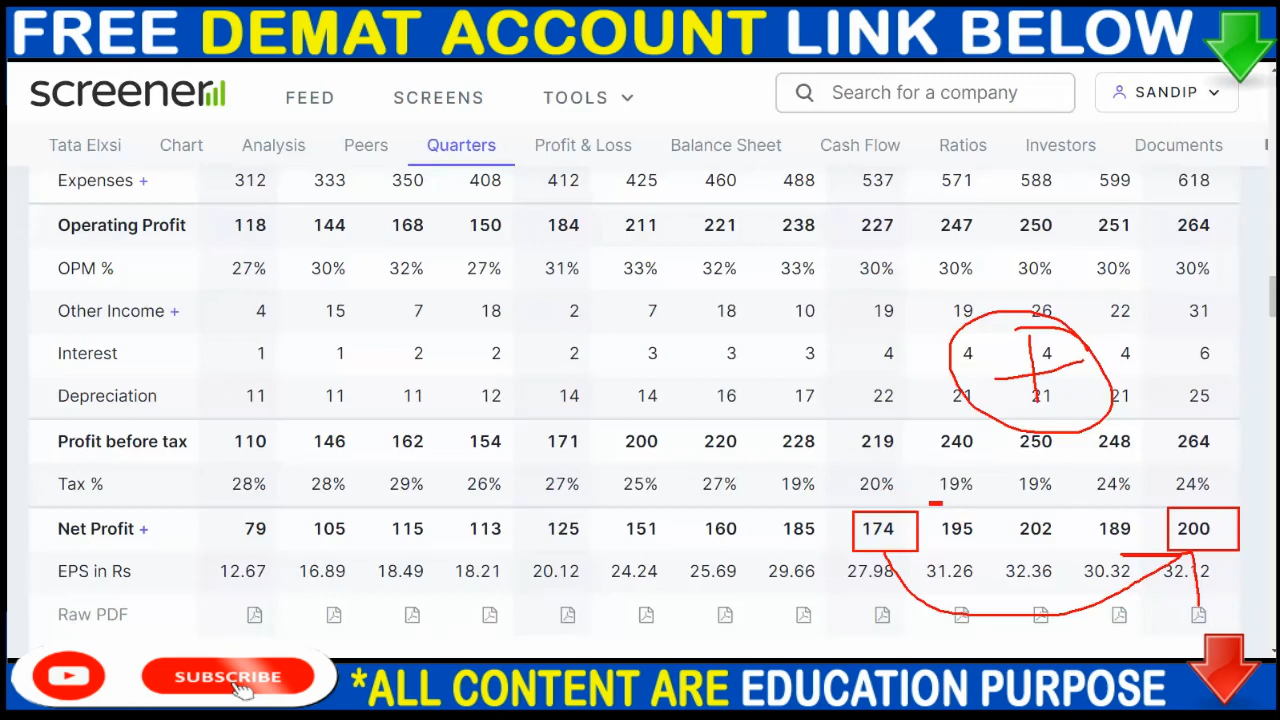 FREE DEMAT ACCOUNT LINK BELOW
screener FEED SCREENS TOOLS Search for a company SANDIP
Tata Elxsi Chart Analysis Peers Quarters Profit & Loss Balance Sheet Cash Flow Ratios Investors Documents
Expenses + 312 333 350 408 412 425 460 488 537 571 588 599 618
Operating Profit 118 144 168 150 184 211 221 238 227 247 250 251 264
OPM % 27% 30% 32% 27% 31% 33% 32% 33% 30% 30% 30% 30% 30%
Other Income + 4 15 7 18 2 7 18 10 19 19 26 22 31
Interest 1 1 2 2 2 3 3 3 4 4 4 4 6
Depreciation 11 11 11 12 14 14 16 17 22 21 21 21 25
Profit before tax 110 146 162 154 171 200 220 228 219 240 250 248 264
Tax % 28% 28% 29% 26% 27% 25% 27% 19% 20% 19% 19% 24% 24%
Net Profit + 79 105 115 113 125 151 160 185 174 195 202 189 200
EPS in Rs 12.67 16.89 18.49 18.21 20.12 24.24 25.69 29.66 27.98 31.26 32.36 30.32 32.12
Raw PDF
SUBSCRIBE
*ALL CONTENT ARE EDUCATION PURPOSE